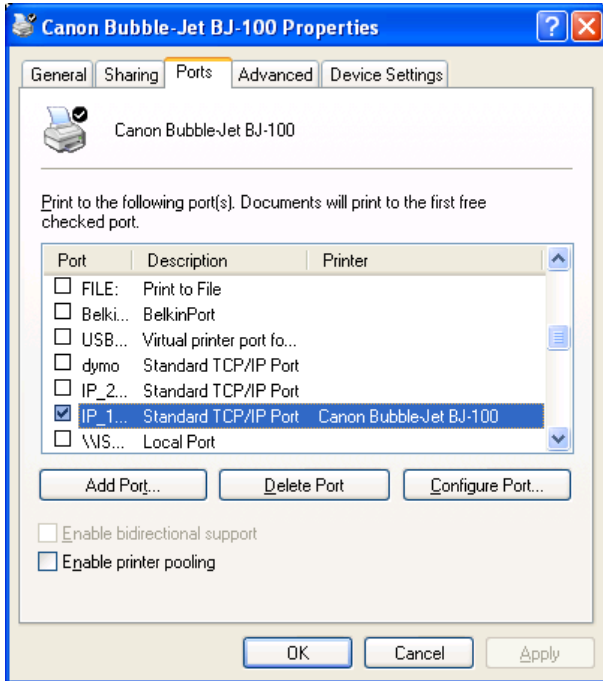 Canon Bubble-Jet BJ-100 Properties
General Sharing Ports Advanced Device Settings
Canon Bubble-Jet BJ-100
Print to the following port(s). Documents will print to the first free
checked port.
Port Description Printer
FILE: Print to File
Belki... BelkinPort
USB... Virtual printer port fo...
dymo Standard TCP/IP Port
IP_2... Standard TCP/IP Port
IP_1... Standard TCP/IP Port Canon Bubble-Jet BJ-100
\\IS... Local Port
Add Port... Delete Port Configure Port...
Enable bidirectional support
Enable printer pooling
OK Cancel Apply